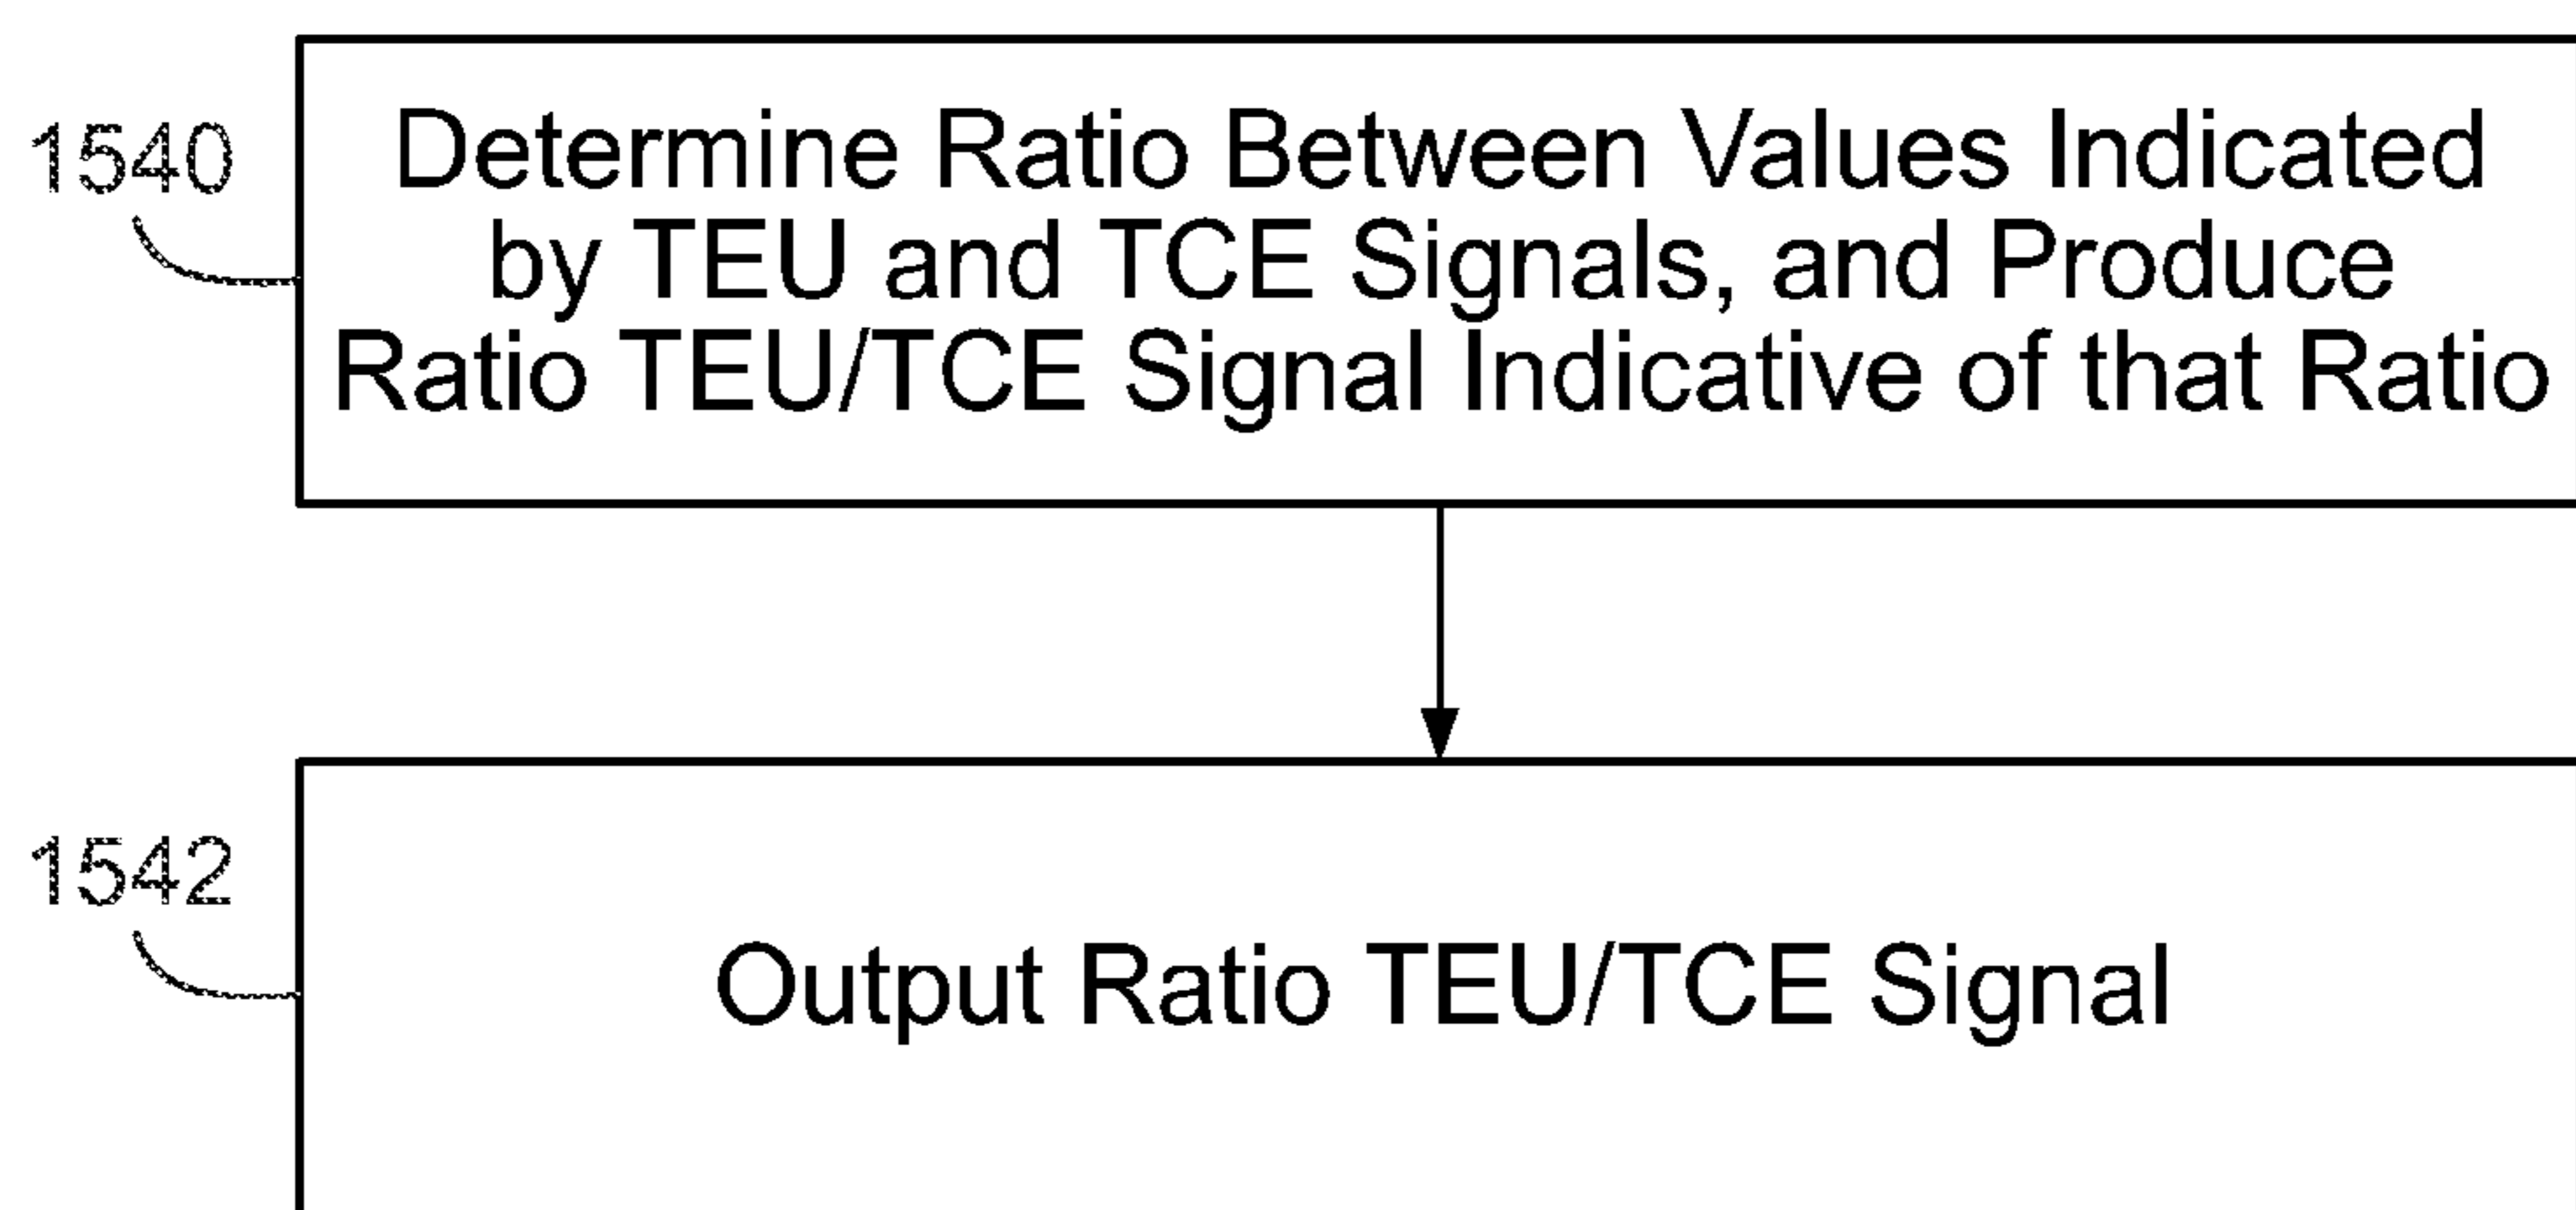 1540
Determine Ratio Between Values Indicated
by TEU and TCE Signals, and Produce
Ratio TEU/TCE Signal Indicative of that Ratio
1542
Output Ratio TEU/TCE Signal